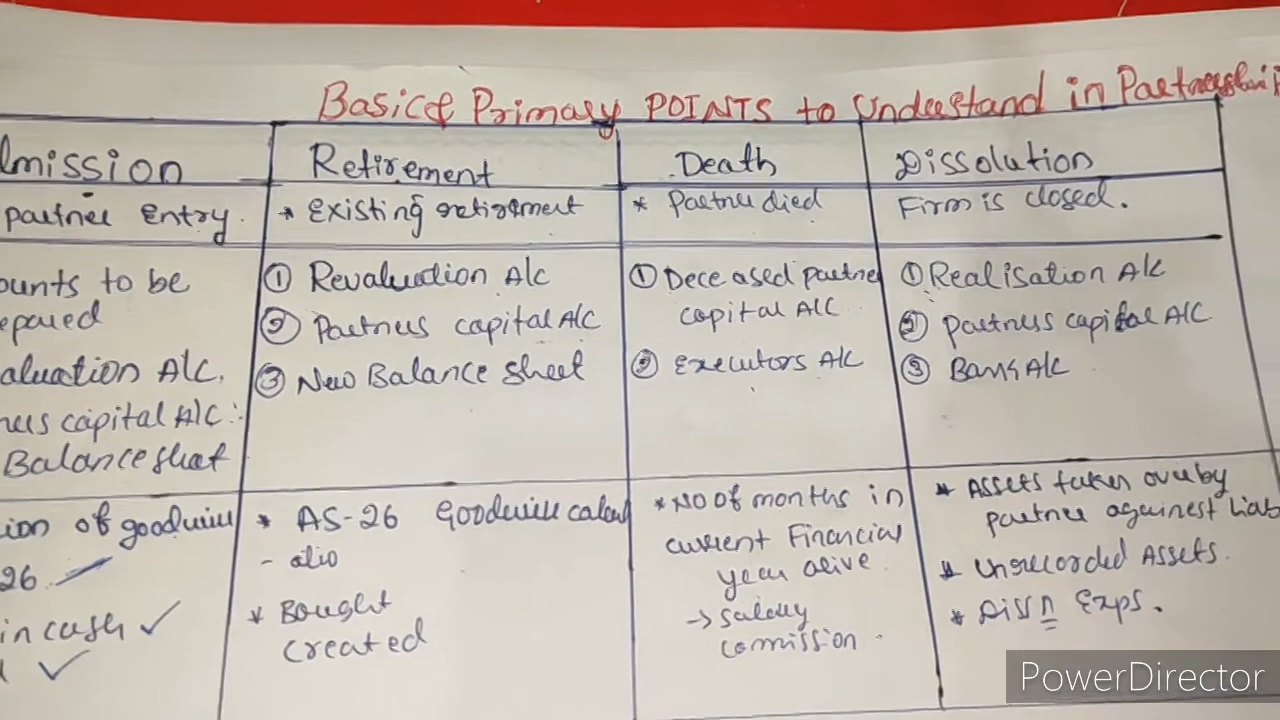 Basic & Primary POINTS to Understand in Partnership
mission
Retirement
Death
Dissolution
partner Entry.
* Existing retirement
* Partner died
Firm is closed.
ounts to be
epared
aluation A/C.
ners capital A/C
Balance sheet
① Revaluation A/c
② Partners capital A/C
③ New Balance sheet
① Deceased partner
capital A/C
② Executors A/C
① Realisation A/C
② Partners capital A/C
③ Bank A/C
ion of goodwill
26
in cash ✓
✓
* AS-26 Goodwill
- also
* Bought
created
* No of months in
current Financial
year alive
→ salary
commission
* Assets taken over by
partner againest Liab
* Unrecorded Assets.
* Dissn Exps.
PowerDirector